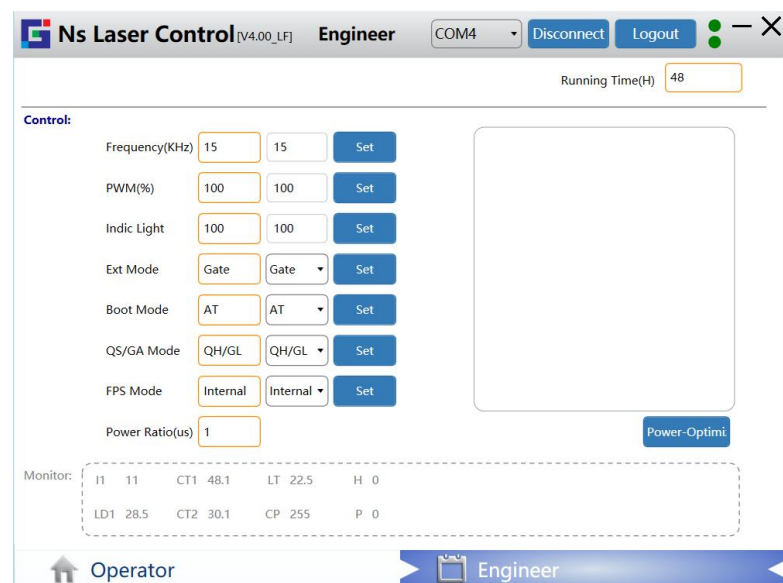 Ns Laser Control [V4.00_LF] Engineer COM4 Disconnect Logout
Running Time(H) 48
Control:
Frequency(KHz) 15 15 Set
PWM(%) 100 100 Set
Indic Light 100 100 Set
Ext Mode Gate Gate Set
Boot Mode AT AT Set
QS/GA Mode QH/GL QH/GL Set
FPS Mode Internal Internal Set
Power Ratio(us) 1 Power-Optimi
Monitor: I1 11 CT1 48.1 LT 22.5 H 0
LD1 28.5 CT2 30.1 CP 255 P 0
Operator Engineer